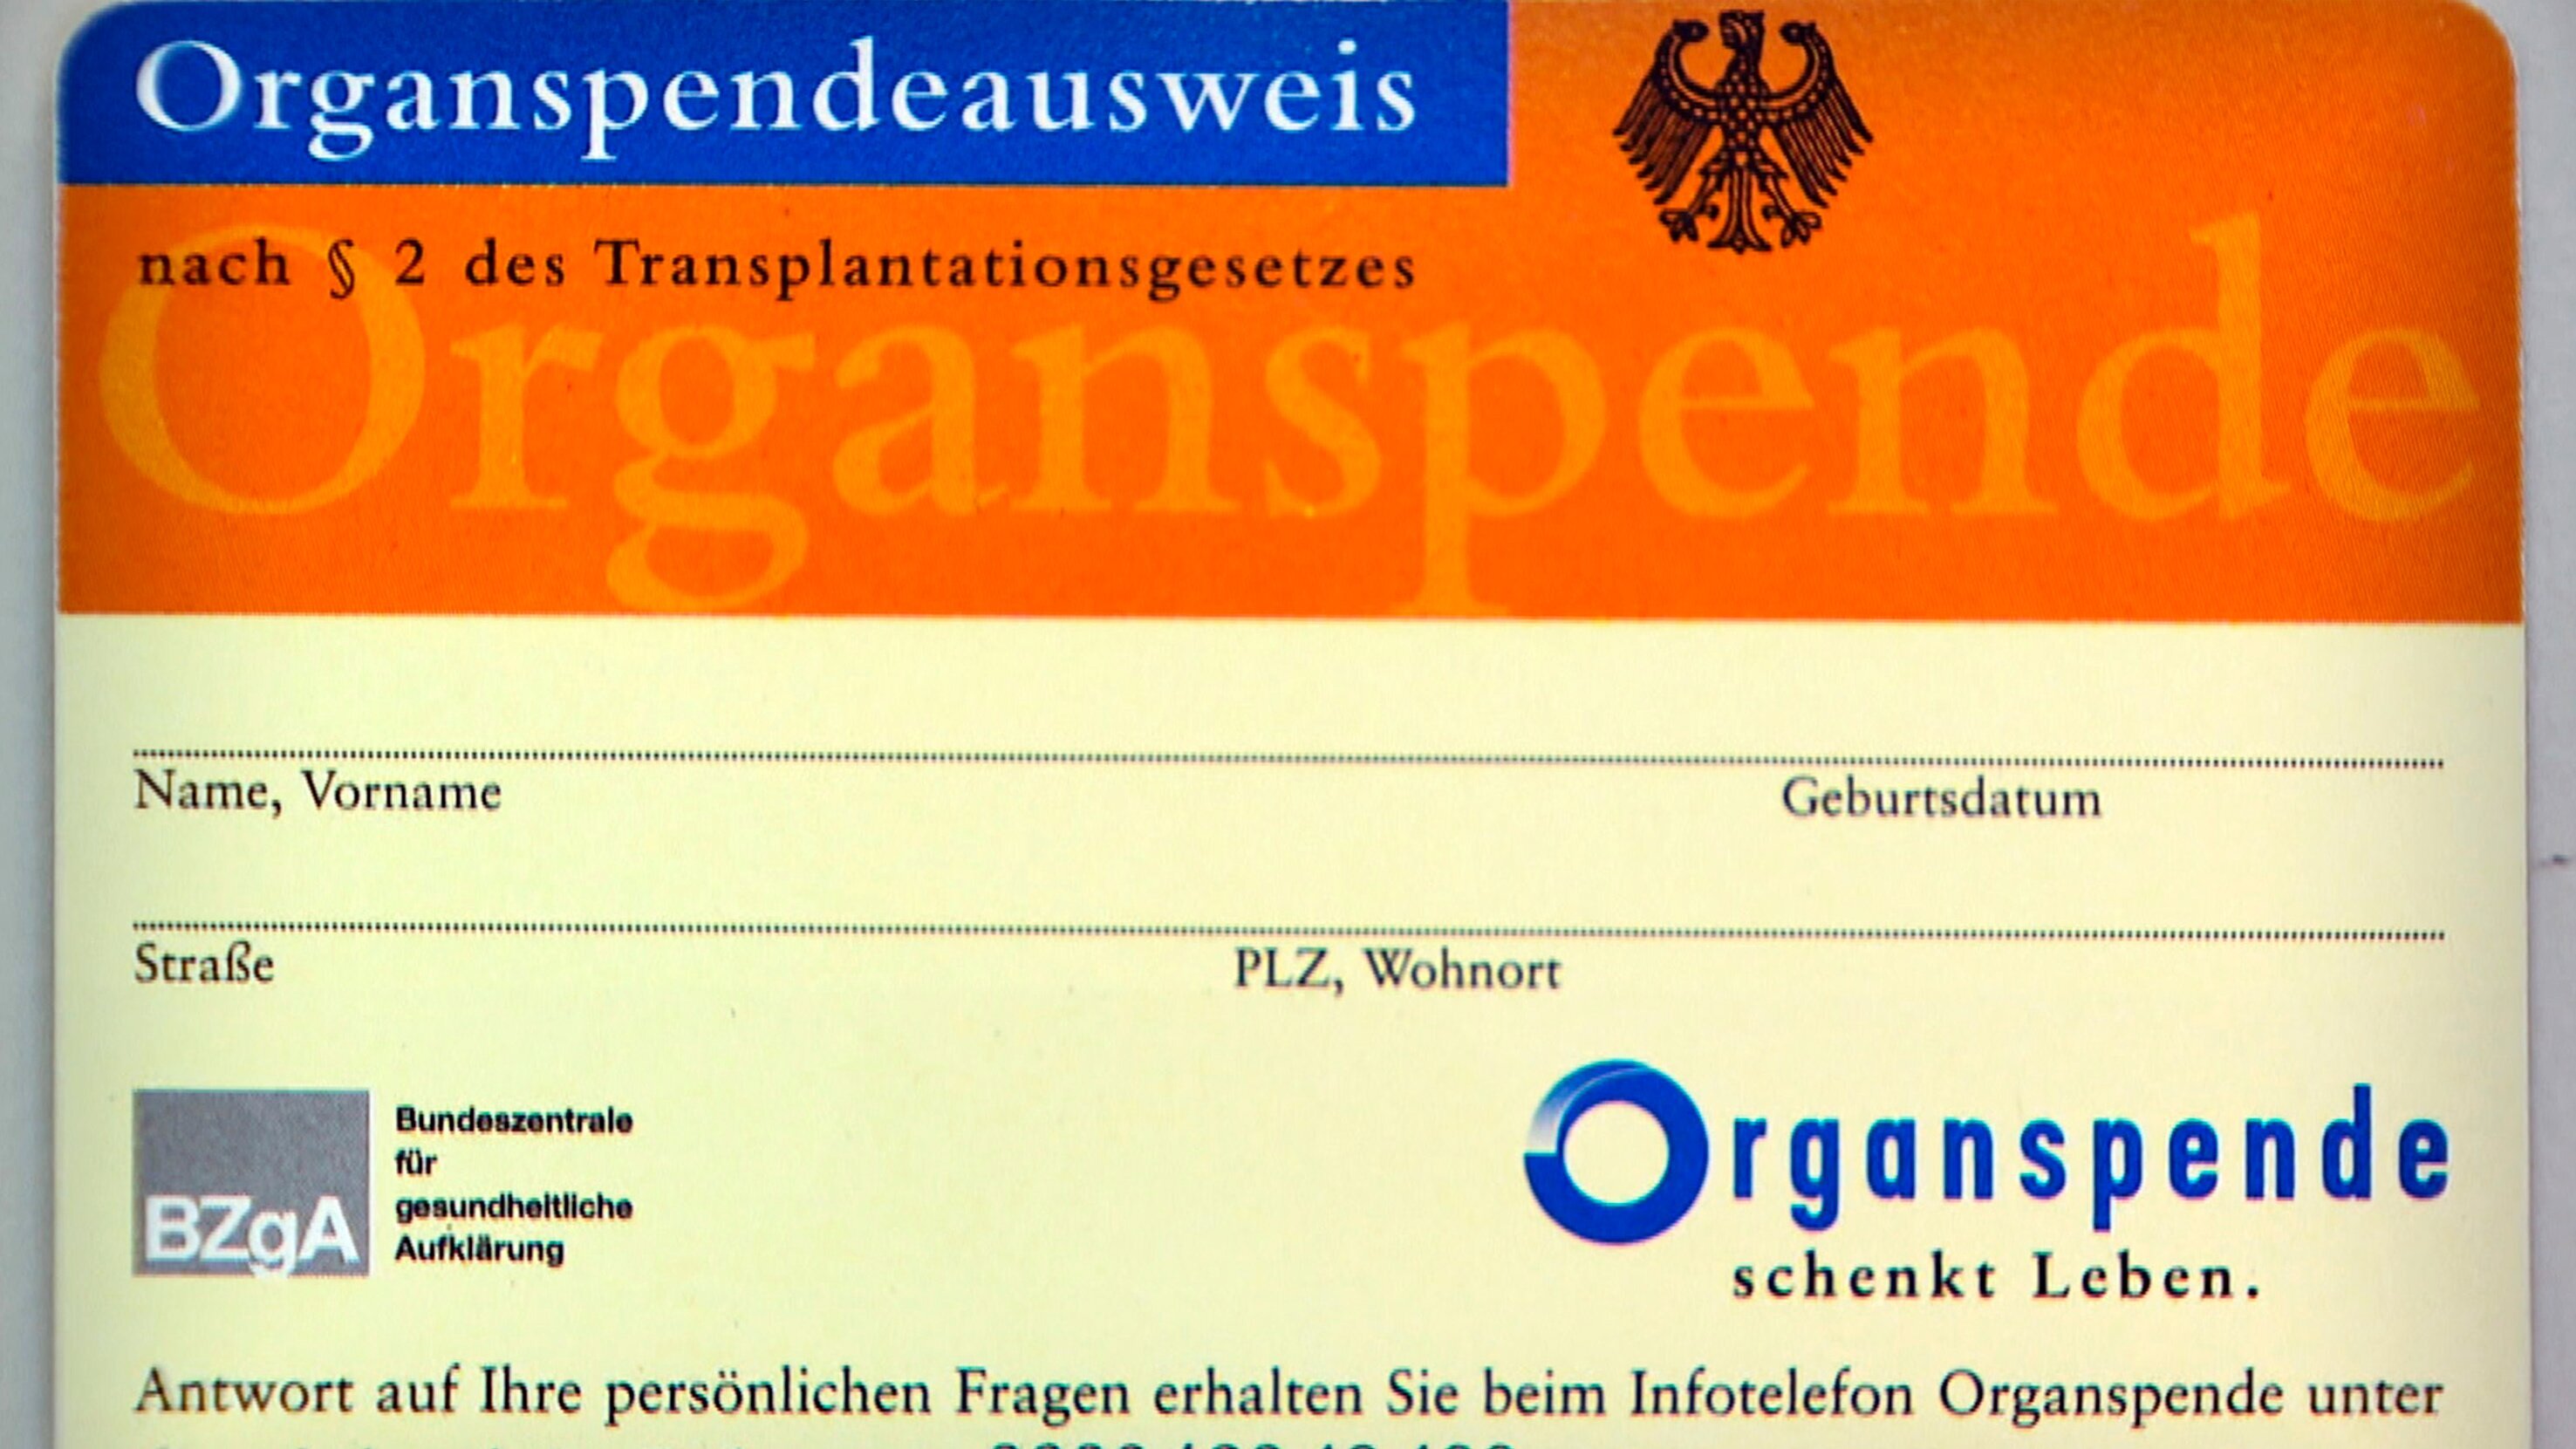 Organspendeausweis
nach § 2 des Transplantationsgesetzes
Organspende
Name, Vorname Geburtsdatum
Straße PLZ, Wohnort
BZgA
Bundeszentrale
für
gesundheitliche
Aufklärung
Organspende
schenkt Leben.
Antwort auf Ihre persönlichen Fragen erhalten Sie beim Infotelefon Organspende unter